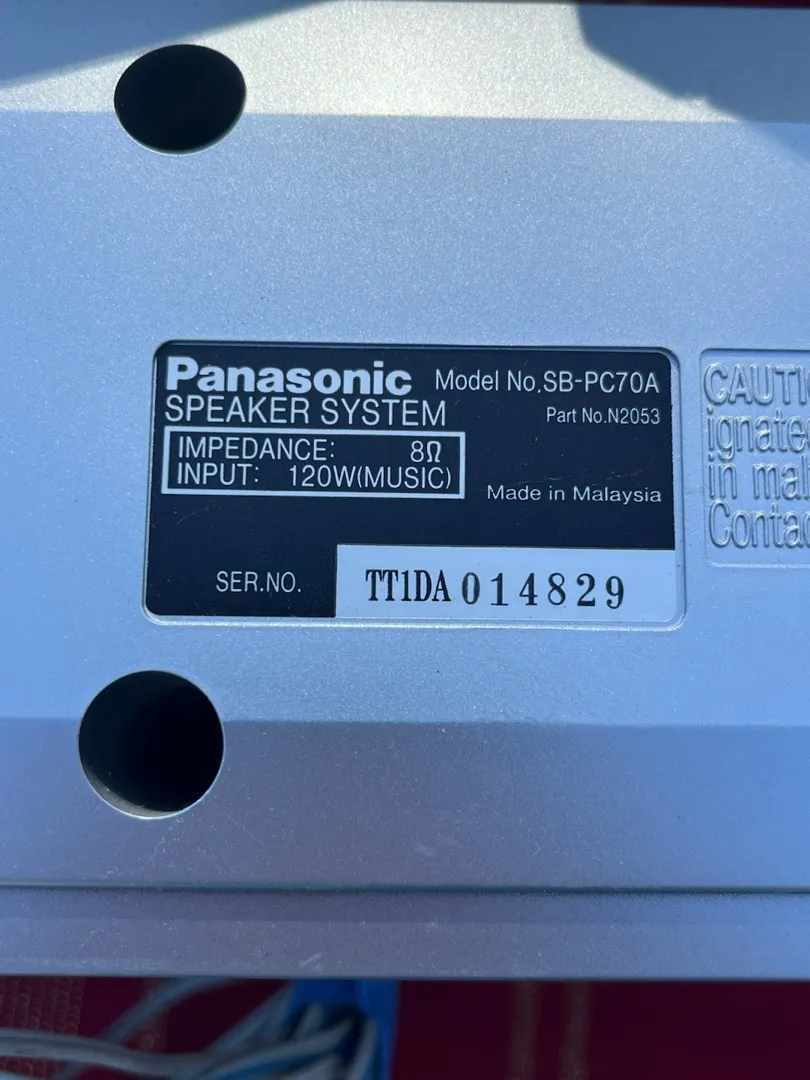 Panasonic Model No.SB-PC70A
SPEAKER SYSTEM Part No.N2053
IMPEDANCE: 8Ω
INPUT: 120W(MUSIC)
Made in Malaysia
SER.NO. TT1DA 014829
in